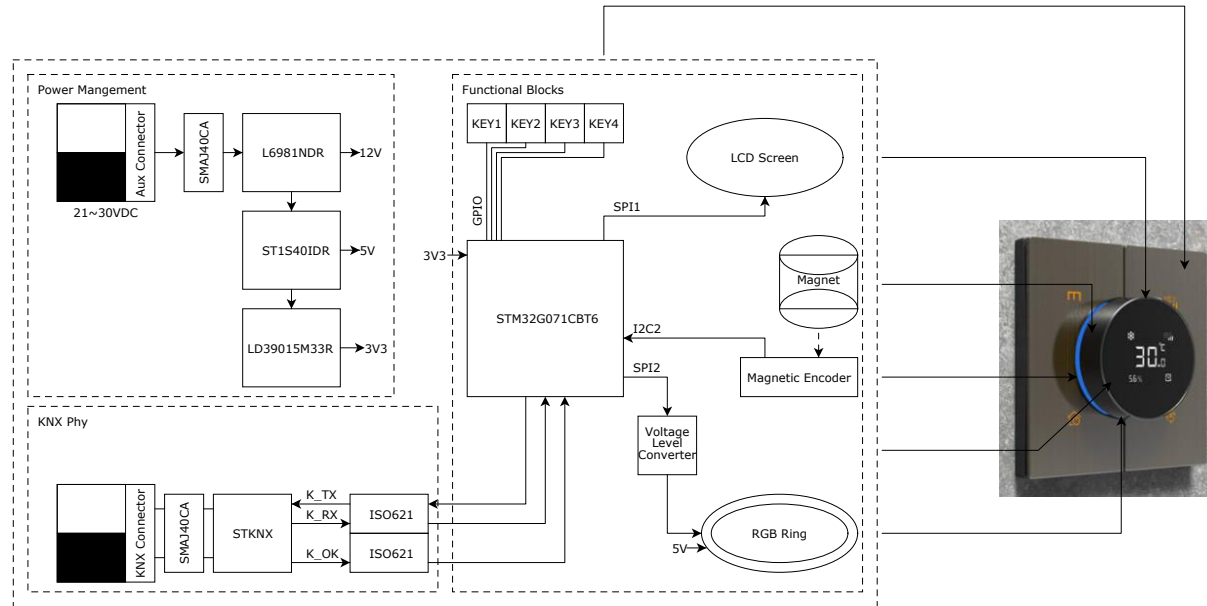 Power Mangement
Aux Connector
21~30VDC
SMAJ40CA
L6981NDR
12V
ST1S40IDR
5V
LD39015M33R
3V3
KNX Phy
KNX Connector
SMAJ40CA
STKNX
K_TX
K_RX
K_OK
ISO621
ISO621
Functional Blocks
KEY1
KEY2
KEY3
KEY4
GPIO
3V3
STM32G071CBT6
SPI1
LCD Screen
Magnet
I2C2
Magnetic Encoder
SPI2
Voltage
Level
Converter
5V
RGB Ring
30.0
℃
56%